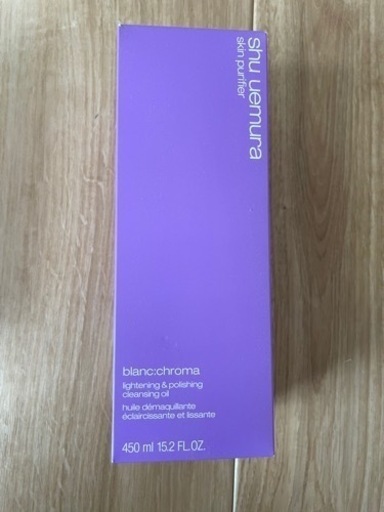 shu uemura
skin purifier
blanc:chroma
lightening & polishing
cleansing oil
huile démaquillante
éclaircissante et lissante
450 ml 15.2 FL.OZ.